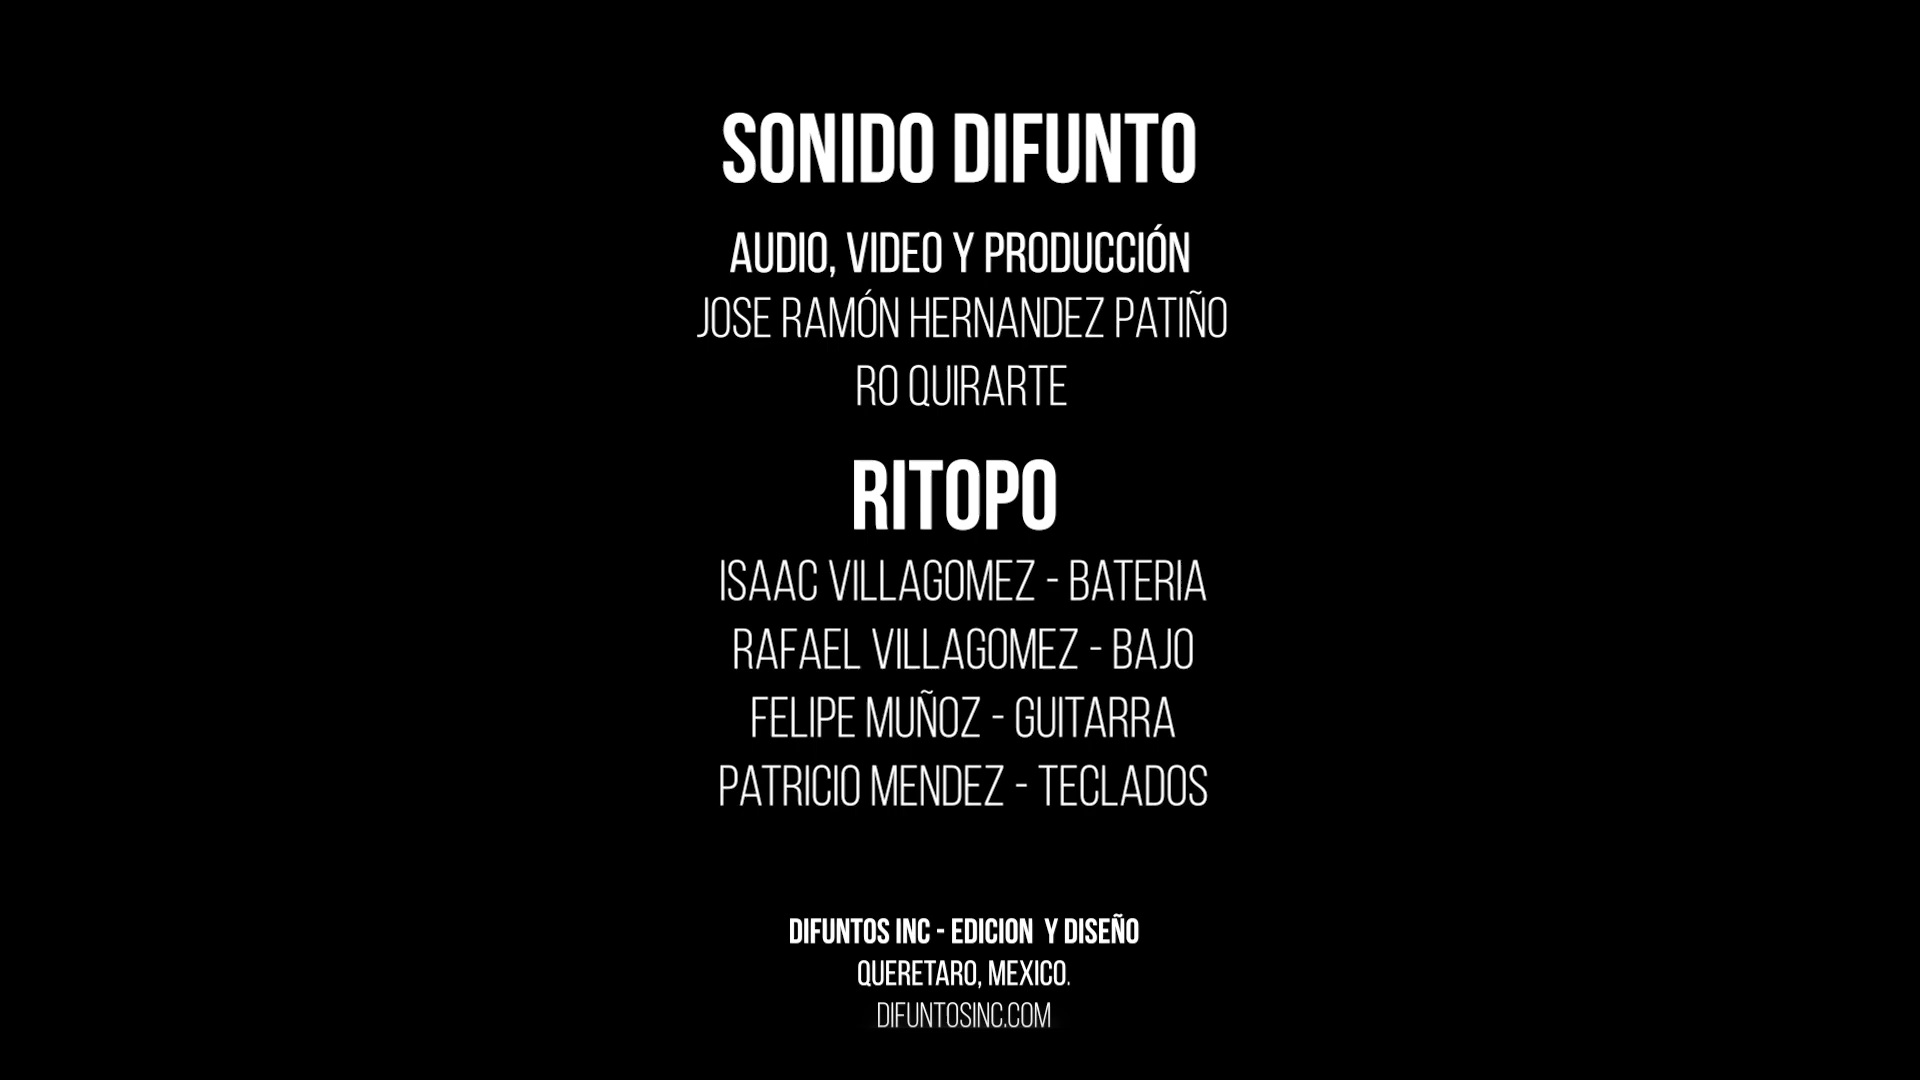 SONIDO DIFUNTO
AUDIO, VIDEO Y PRODUCCIÓN
JOSE RAMÓN HERNANDEZ PATIÑO
RO QUIRARTE
RITOPO
ISAAC VILLAGOMEZ - BATERIA
RAFAEL VILLAGOMEZ - BAJO
FELIPE MUÑOZ - GUITARRA
PATRICIO MENDEZ - TECLADOS
DIFUNTOS INC - EDICION Y DISEÑO
QUERETARO, MEXICO.
DIFUNTOSINC.COM